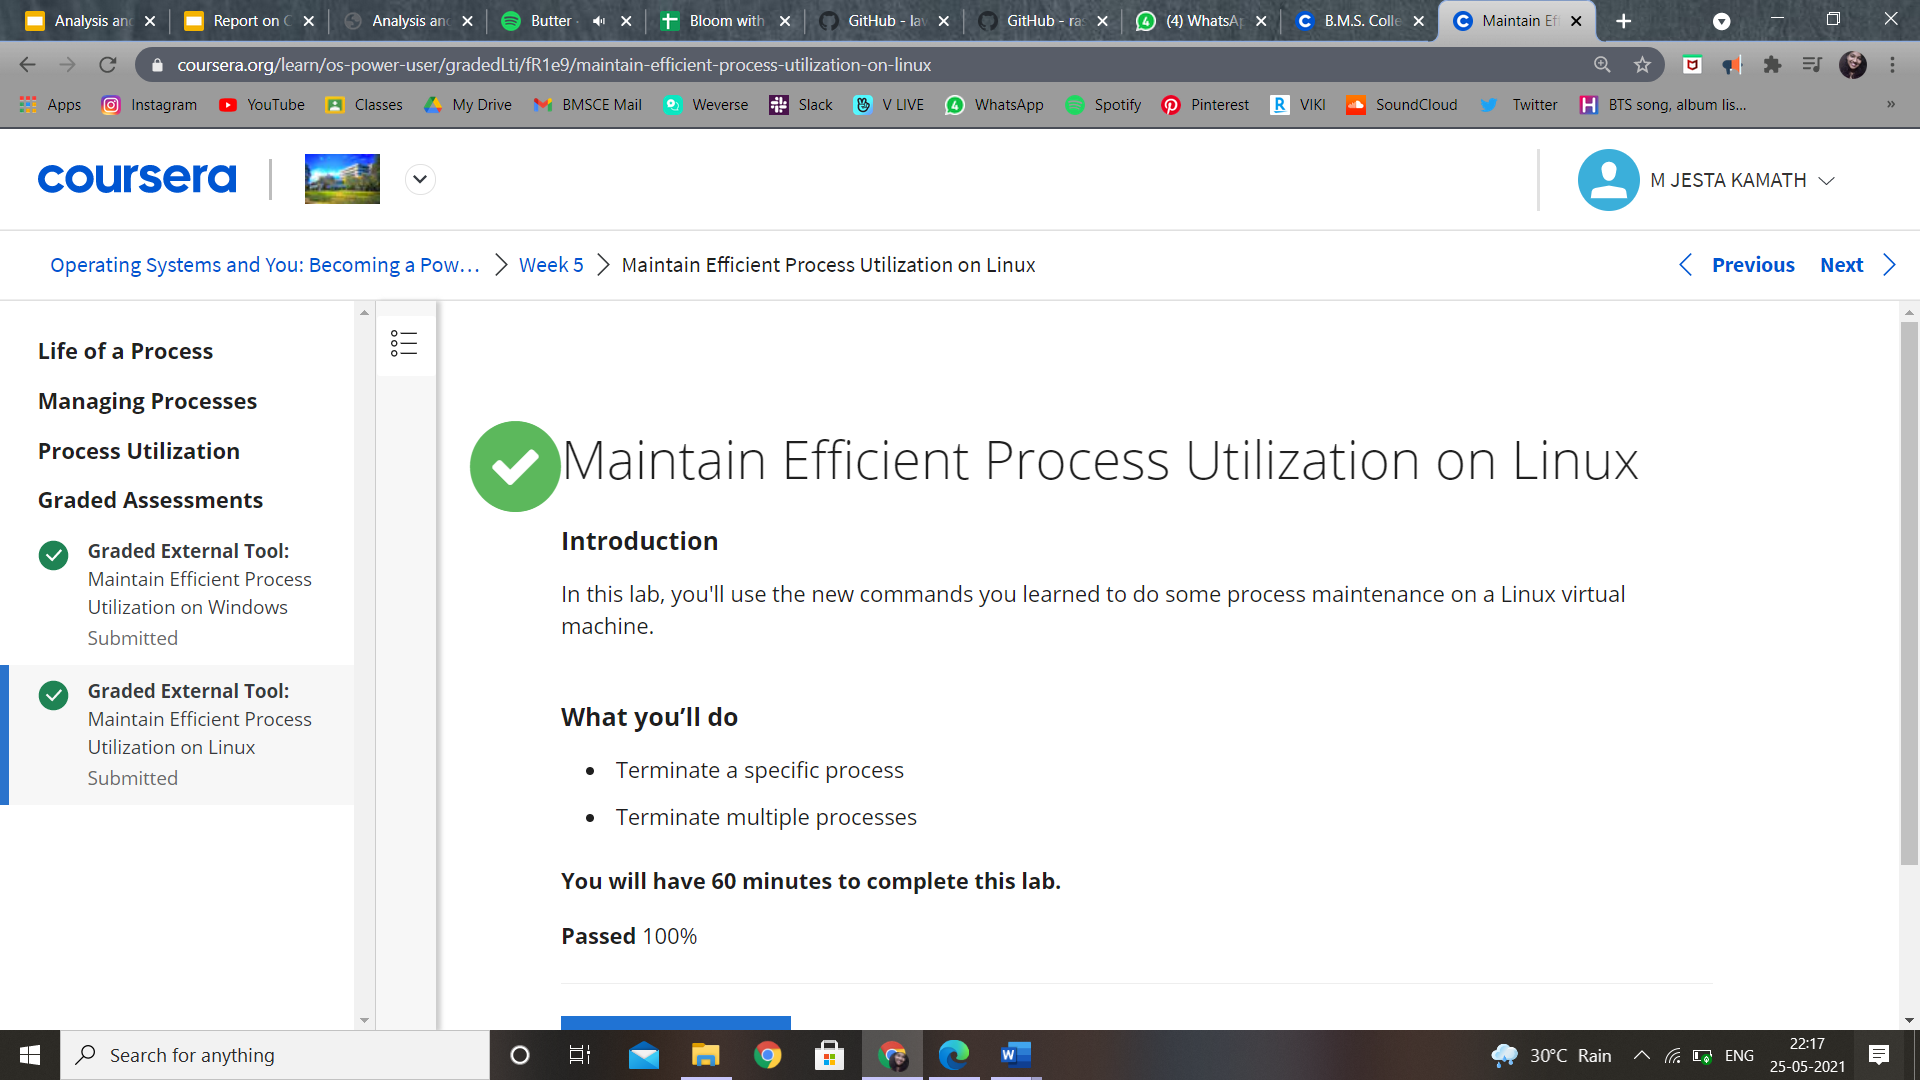 Analysis and
Report on C
Analysis and
Butter -
Bloom with
GitHub - lav
GitHub - ras
(4) WhatsAp
B.M.S. Colle
Maintain Eff
coursera.org/learn/os-power-user/gradedLti/fR1e9/maintain-efficient-process-utilization-on-linux
Apps
Instagram
YouTube
Classes
My Drive
BMSCE Mail
Weverse
Slack
V LIVE
WhatsApp
Spotify
Pinterest
VIKI
SoundCloud
Twitter
BTS song, album lis...
»
coursera
M JESTA KAMATH
Operating Systems and You: Becoming a Pow...
Week 5
Maintain Efficient Process Utilization on Linux
Previous
Next
Life of a Process
Managing Processes
Process Utilization
Graded Assessments
Graded External Tool:
Maintain Efficient Process
Utilization on Windows
Submitted
Graded External Tool:
Maintain Efficient Process
Utilization on Linux
Submitted
Maintain Efficient Process Utilization on Linux
Introduction
In this lab, you'll use the new commands you learned to do some process maintenance on a Linux virtual
machine.
What you’ll do
• Terminate a specific process
• Terminate multiple processes
You will have 60 minutes to complete this lab.
Passed 100%
Search for anything
30°C Rain
ENG
22:17
25-05-2021